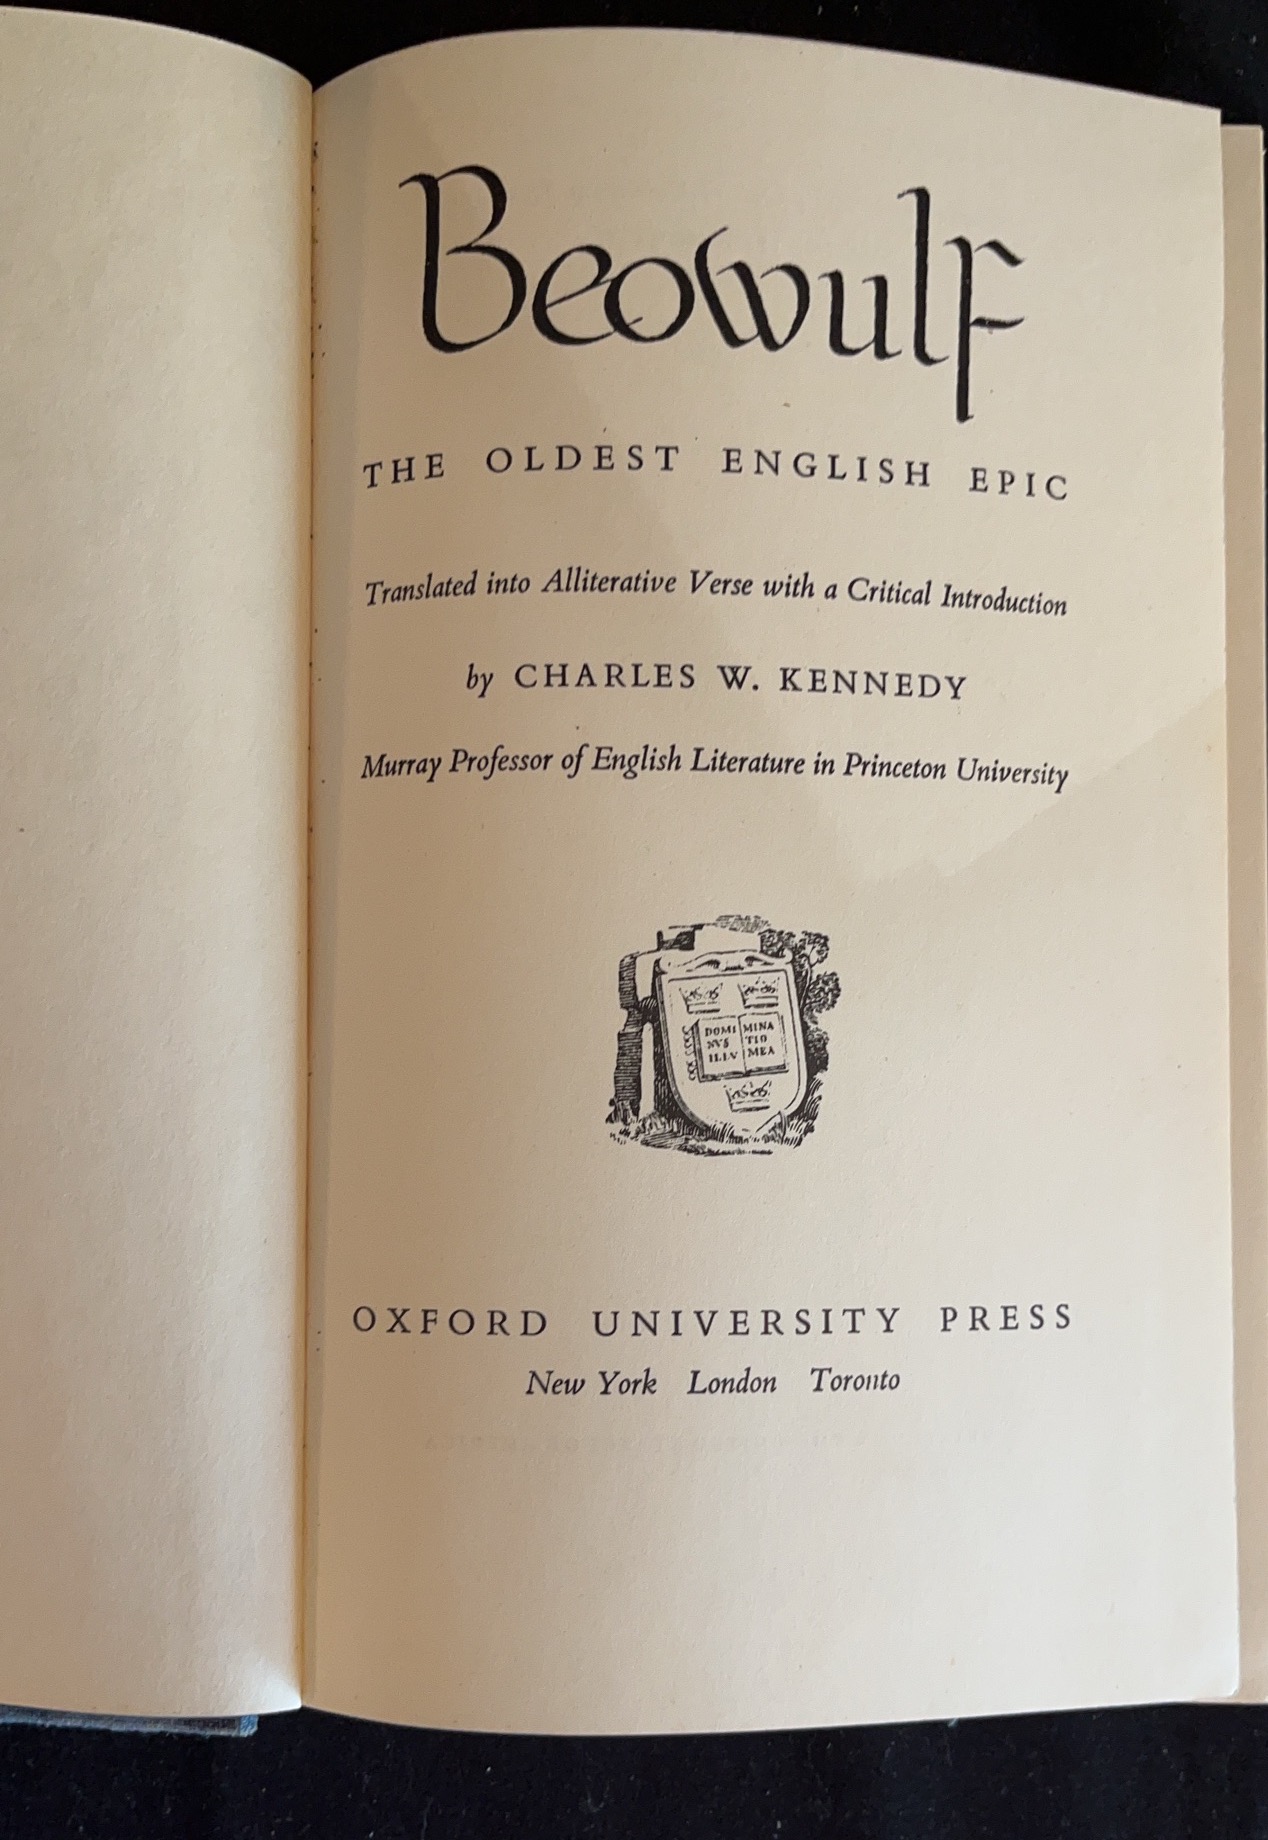 Beowulf
THE OLDEST ENGLISH EPIC
Translated into Alliterative Verse with a Critical Introduction
by CHARLES W. KENNEDY
Murray Professor of English Literature in Princeton University
DOMI MINA
NVS TIO
ILLV MEA
OXFORD UNIVERSITY PRESS
New York London Toronto